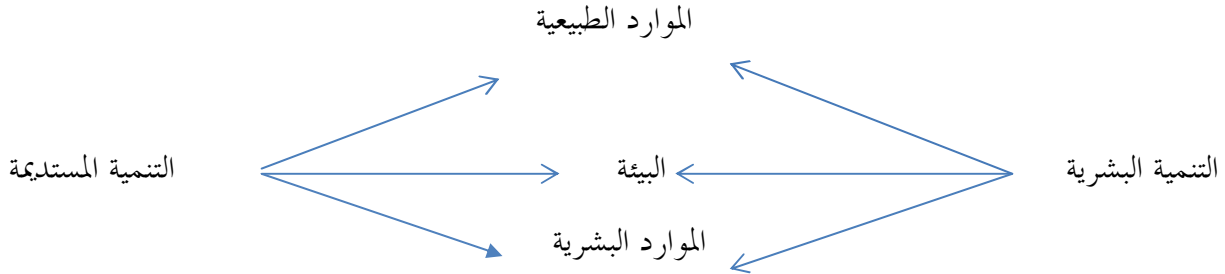 الموارد الطبيعية
التنمية البشرية
البيئة
التنمية المستديمة
الموارد البشرية